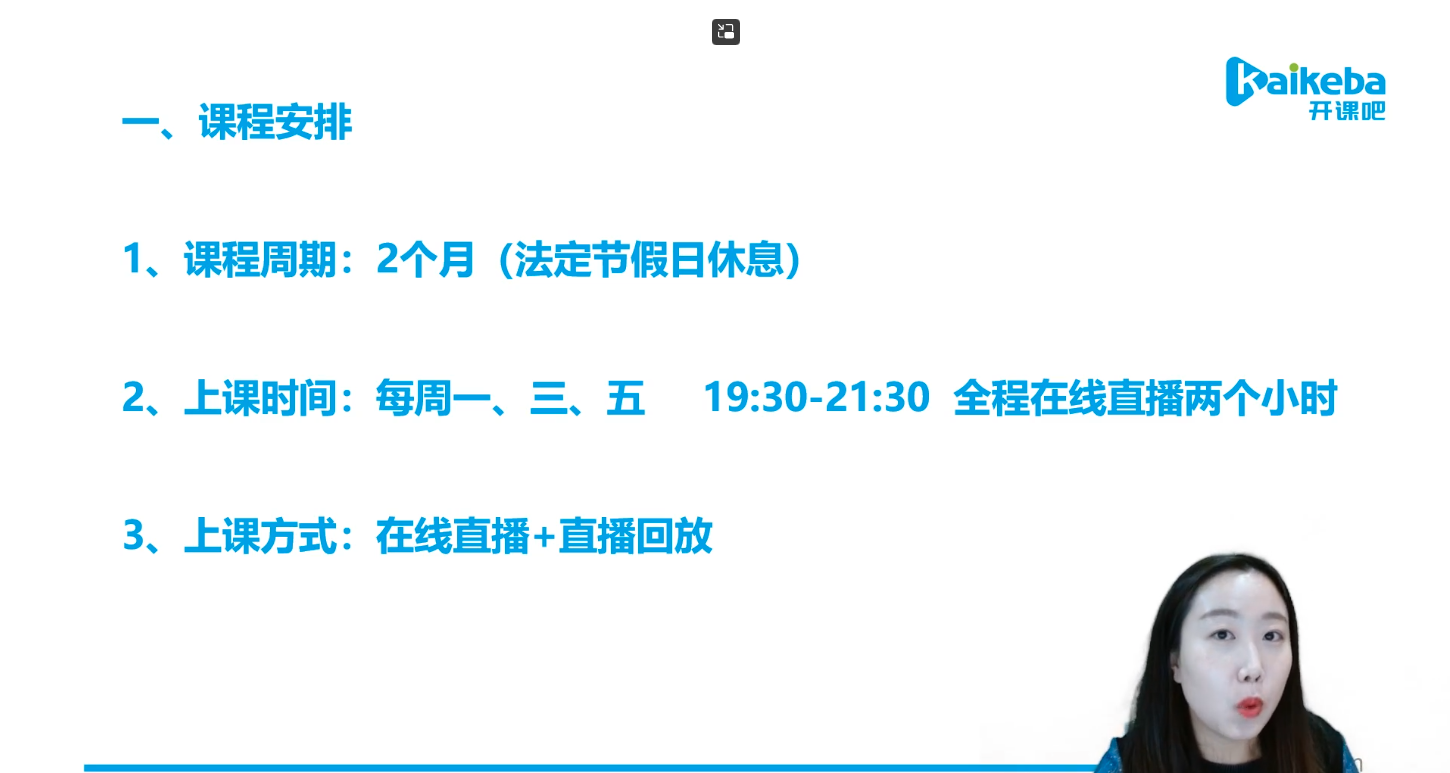 Kaikeba
开课吧
一、课程安排
1、课程周期：2个月（法定节假日休息）
2、上课时间：每周一、三、五 19:30-21:30 全程在线直播两个小时
3、上课方式：在线直播+直播回放